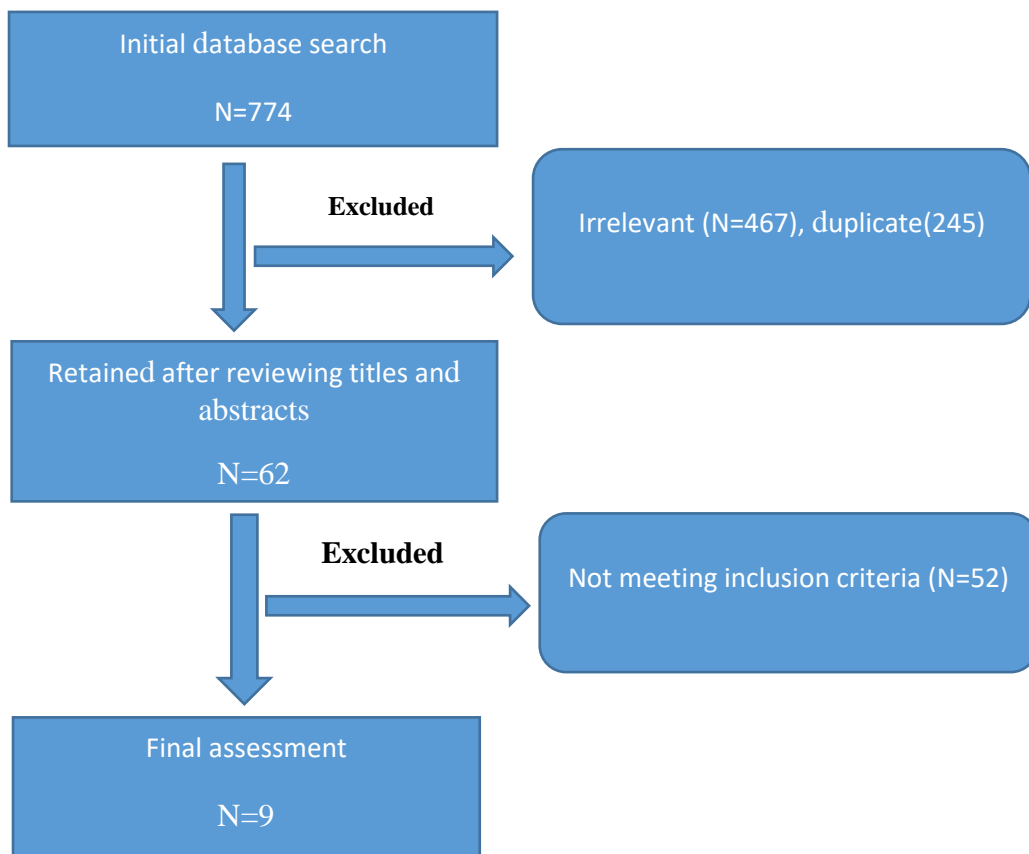 Initial database search
N=774
Excluded
Irrelevant (N=467), duplicate(245)
Retained after reviewing titles and
abstracts
N=62
Excluded
Not meeting inclusion criteria (N=52)
Final assessment
N=9